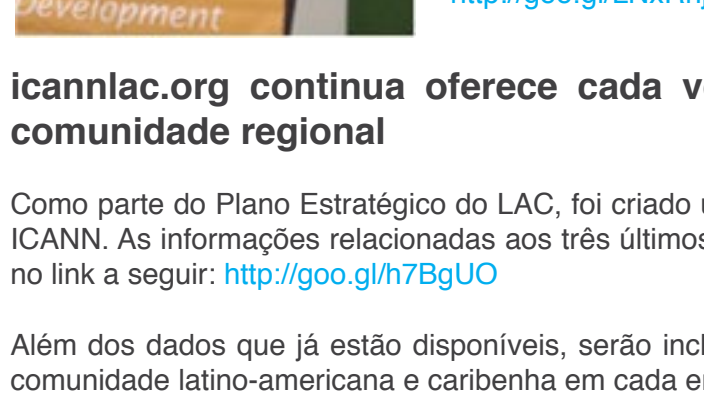 Development
icannlac.org continua oferece cada
comunidade regional
Como parte do Plano Estratégico do LAC, foi criado
ICANN. As informações relacionadas aos três últimos
no link a seguir: http://goo.gl/h7BgUO
Além dos dados que já estão disponíveis, serão
comunidade latino-americana e caribenha em cada